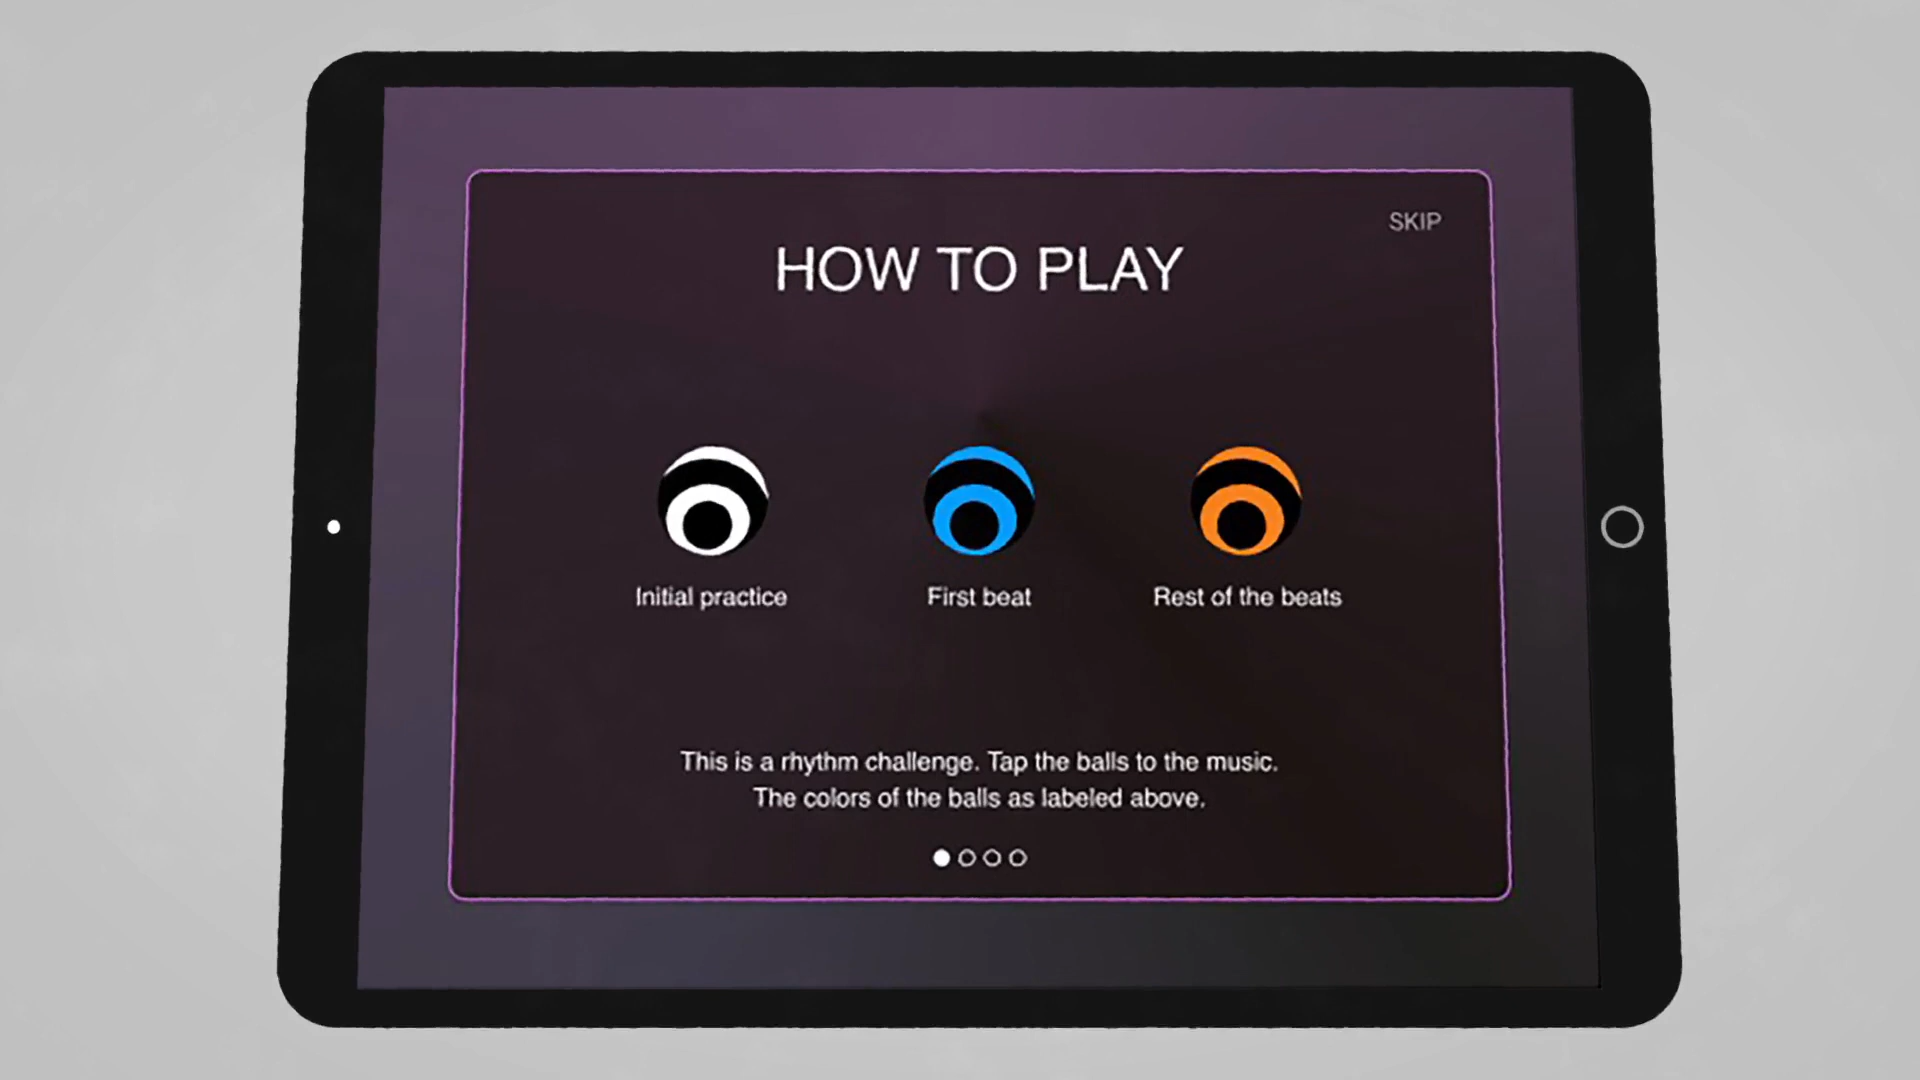 SKIP
HOW TO PLAY
Initial practice
First beat
Rest of the beats
This is a rhythm challenge. Tap the balls to the music.
The colors of the balls as labeled above.